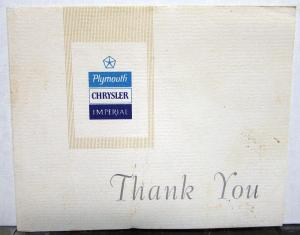 Plymouth
CHRYSLER
IMPERIAL
Thank You